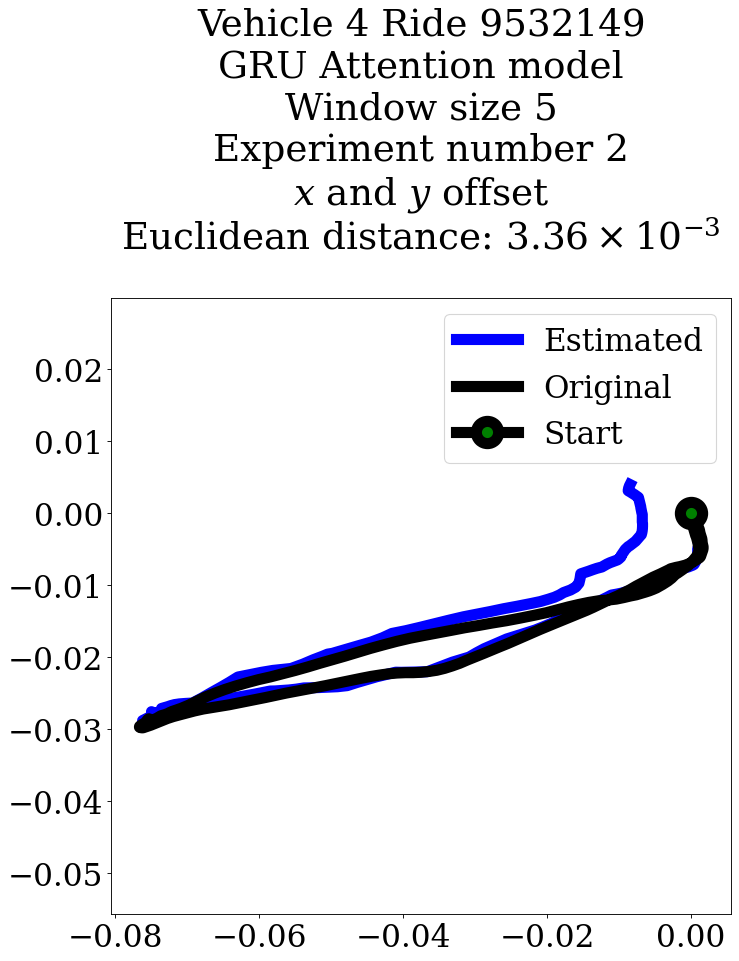 Vehicle 4 Ride 9532149
GRU Attention model
Window size 5
Experiment number 2
x and y offset
Euclidean distance: 3.36 × 10⁻³
Estimated
Original
Start
0.02
0.01
0.00
−0.01
−0.02
−0.03
−0.04
−0.05
−0.08 −0.06 −0.04 −0.02 0.00